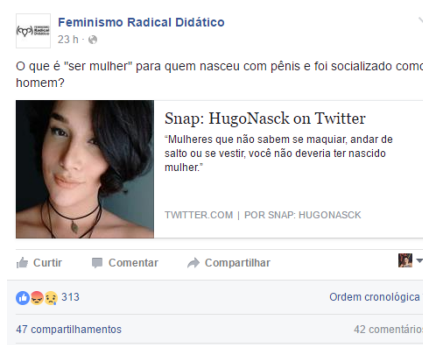 Feminismo Radical Didático
23 h
O que é "ser mulher" para quem nasceu com pênis e foi socializado como
homem?
Snap: HugoNasck on Twitter
“Mulheres que não sabem se maquiar, andar de
salto ou se vestir, você não deveria ter nascido
mulher.”
TWITTER.COM | POR SNAP: HUGONASCK
Curtir Comentar Compartilhar
313 Ordem cronológica
47 compartilhamentos 42 comentários